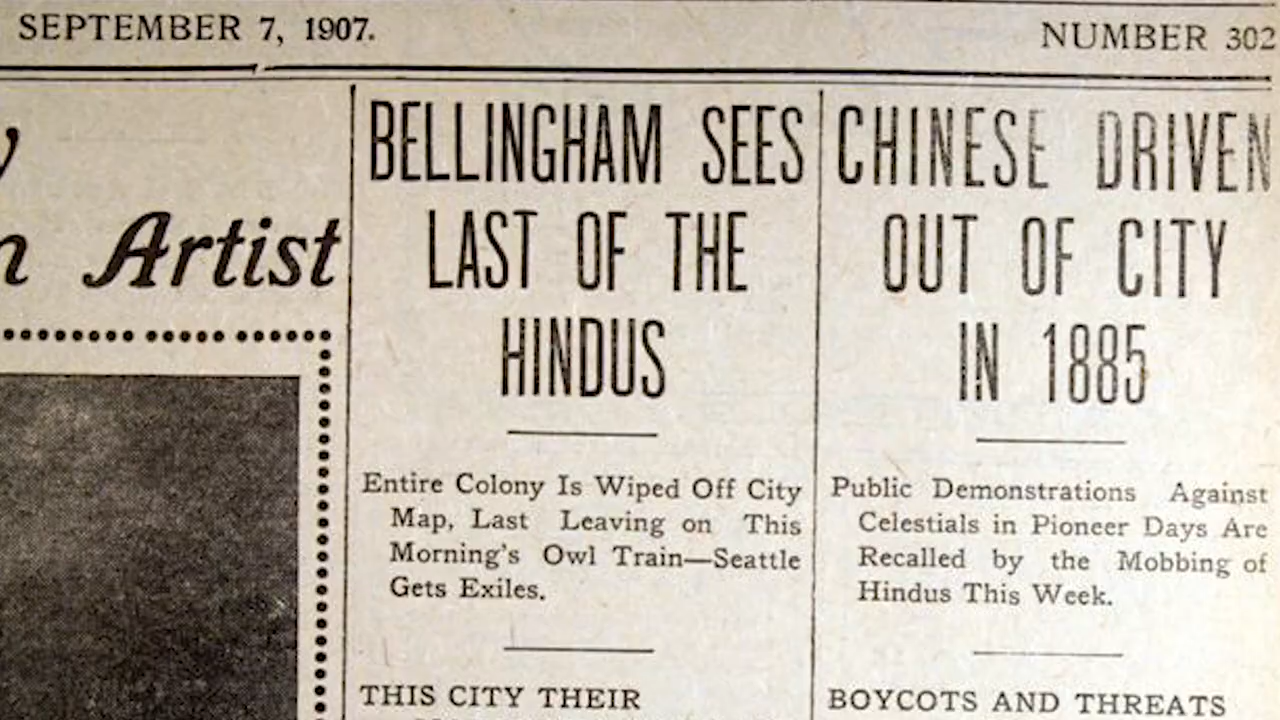 SEPTEMBER 7, 1907.
NUMBER 302
Artist
BELLINGHAM SEES
LAST OF THE
HINDUS
Entire Colony Is Wiped Off City
Map, Last Leaving on This
Morning's Owl Train—Seattle
Gets Exiles.
THIS CITY THEIR
CHINESE DRIVEN
OUT OF CITY
IN 1885
Public Demonstrations Against
Celestials in Pioneer Days Are
Recalled by the Mobbing of
Hindus This Week.
BOYCOTS AND THREATS